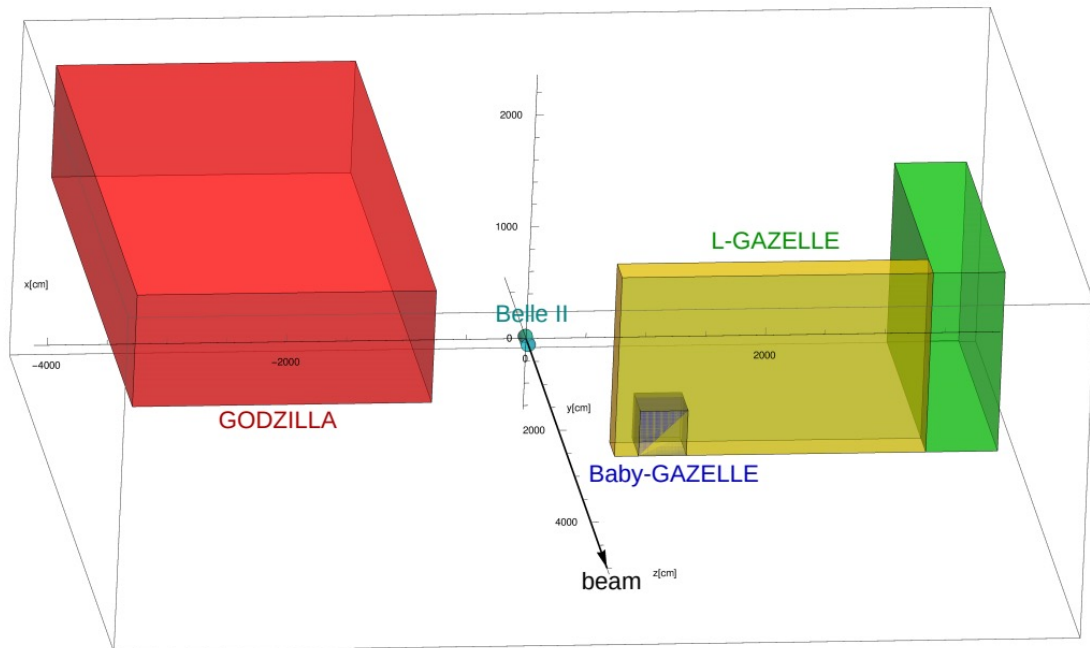 2000
1000
L-GAZELLE
x[cm]
Belle II
0
−4000
−2000
0
2000
y[cm]
GODZILLA
2000
Baby-GAZELLE
4000
beam
z[cm]